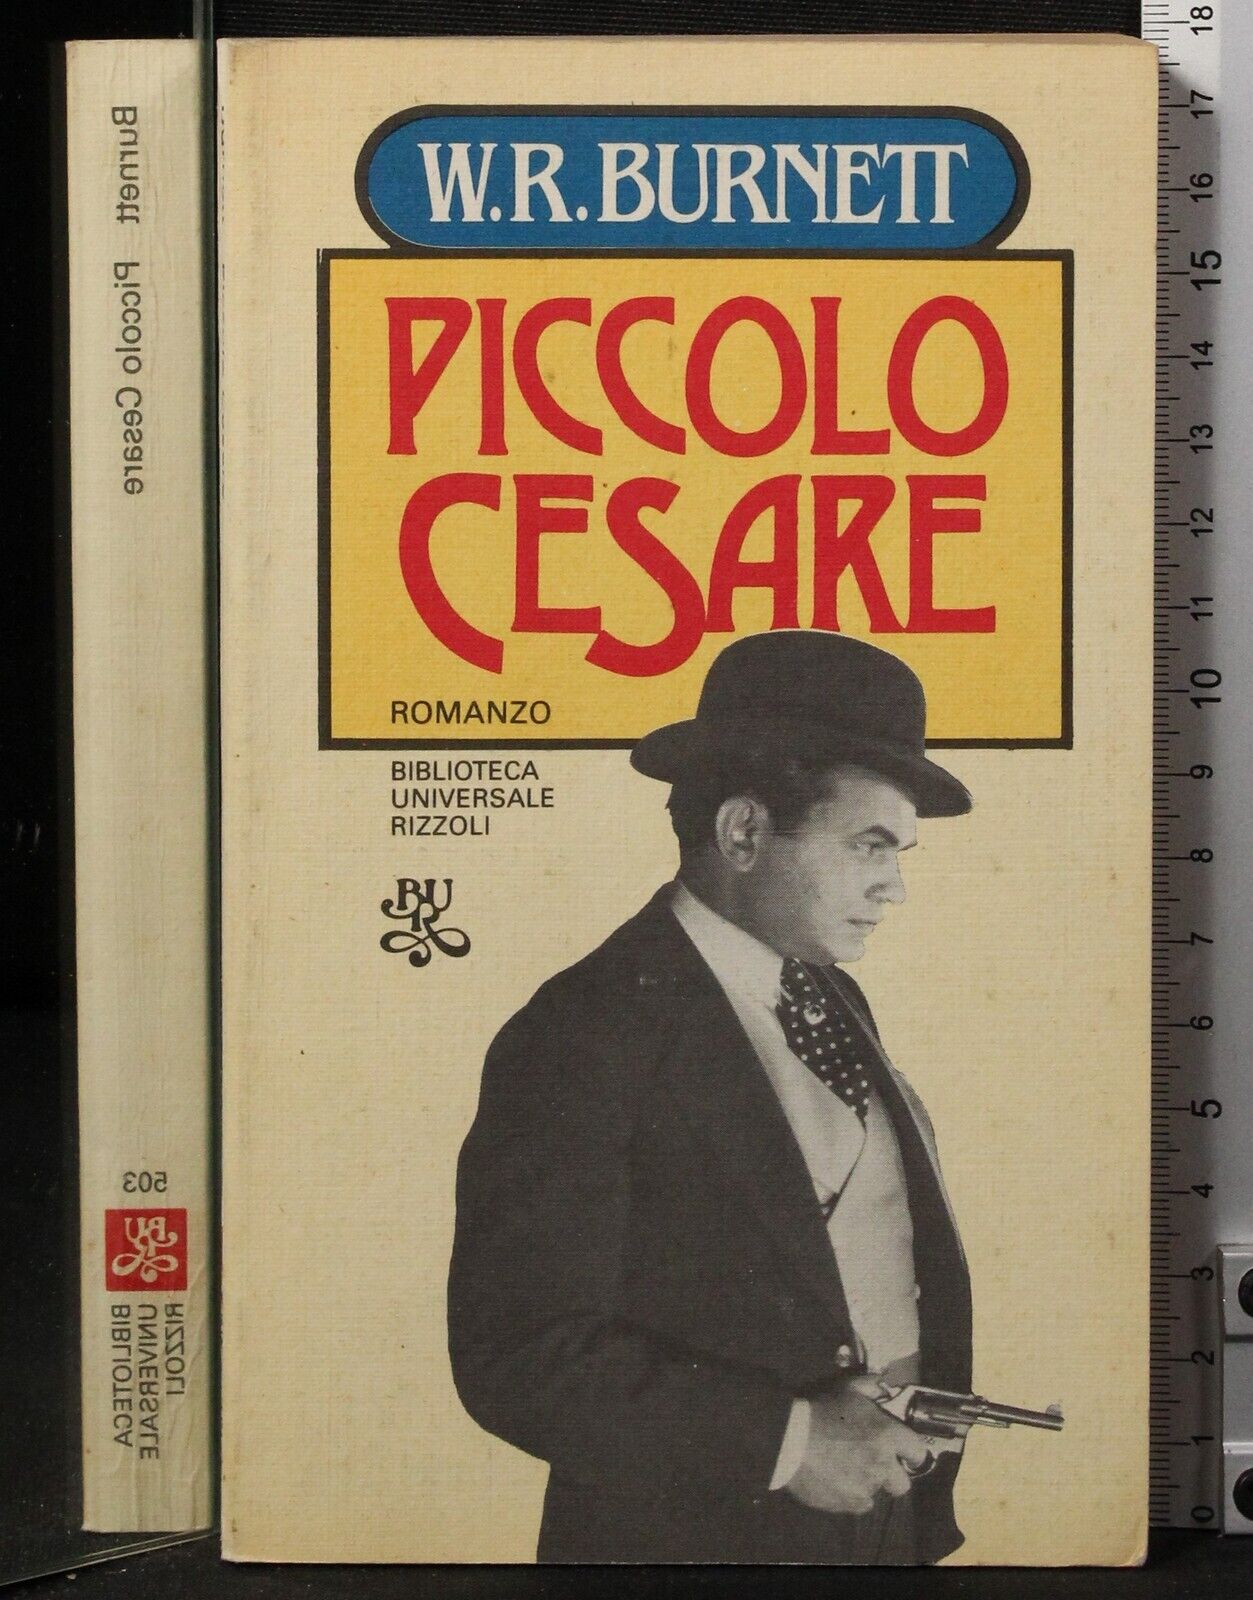 W.R. BURNETT
PICCOLO
CESARE
ROMANZO
BIBLIOTECA
UNIVERSALE
RIZZOLI
BUR
Burnett Piccolo Cesare
503
BUR
BIBLIOTECA
UNIVERSALE
RIZZOLI
18
17
16
15
14
13
12
11
10
9
8
7
6
5
4
3
2
1
0